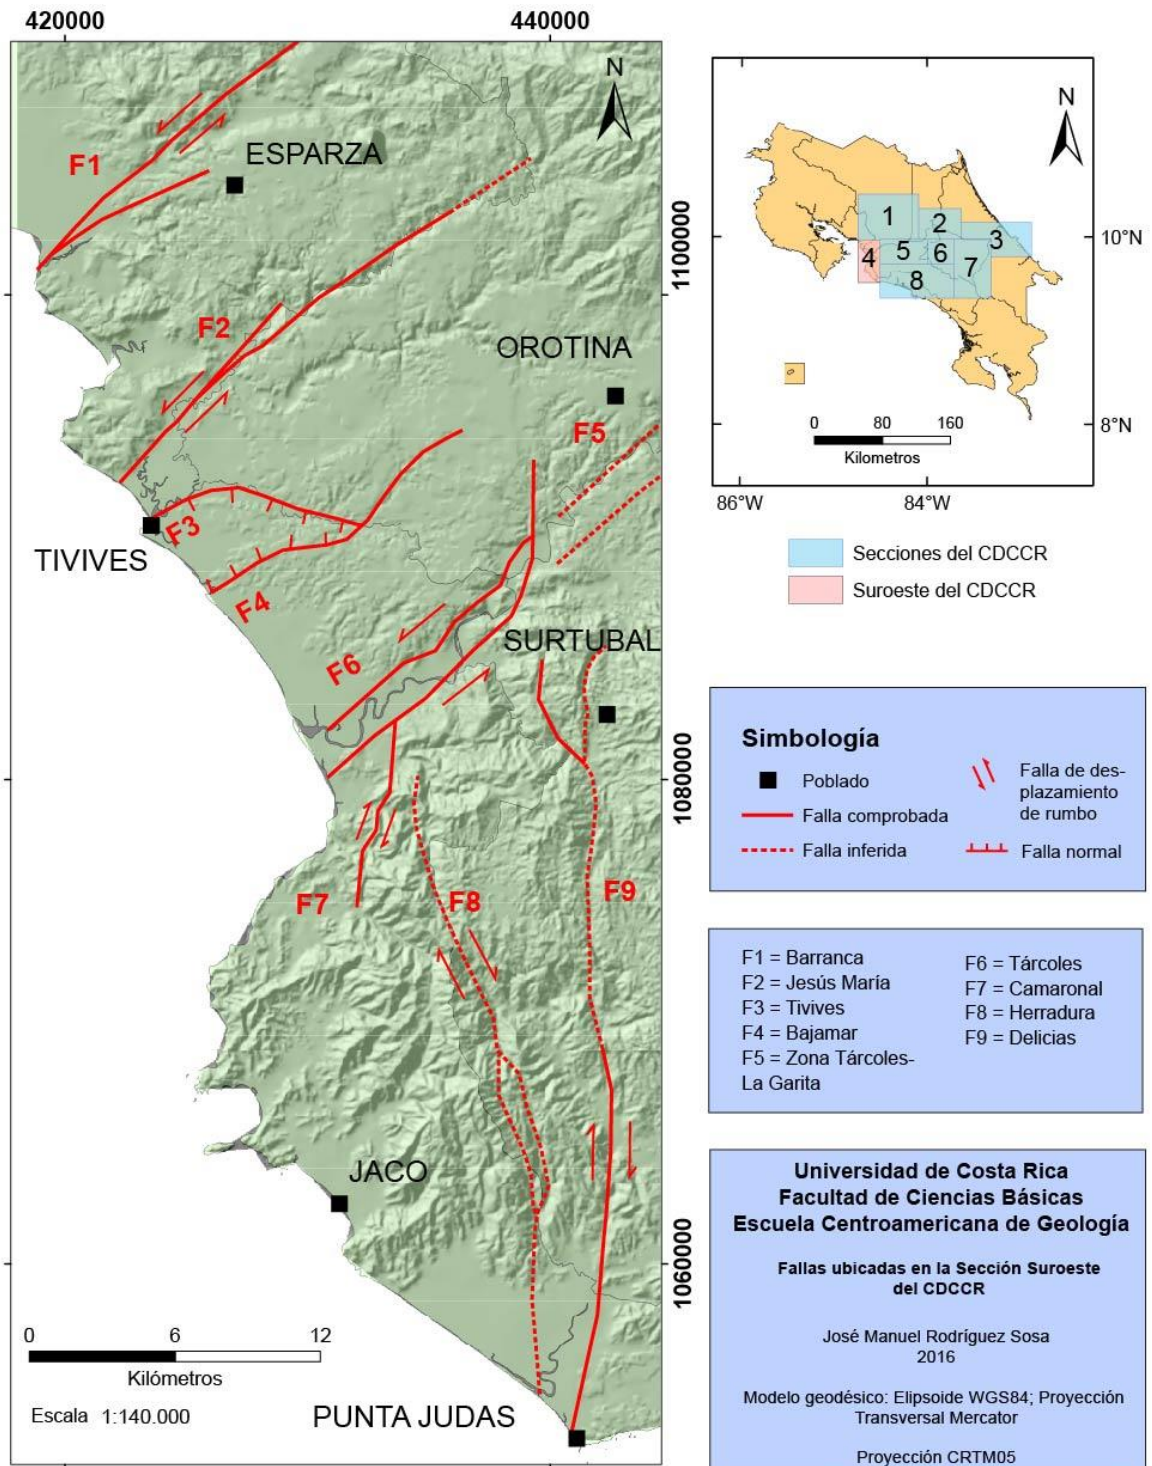 420000
440000
N
F1
ESPARZA
1100000
F2
OROTINA
F5
F3
TIVIVES
F4
SURTUBAL
F6
1080000
F7
F8
F9
JACO
1060000
0 6 12
Kilómetros
Escala 1:140.000
PUNTA JUDAS
N
1
2
3
4
5
6
7
8
10°N
8°N
0 80 160
Kilometros
86°W
84°W
Secciones del CDCCR
Suroeste del CDCCR
Simbología
Poblado
Falla comprobada
Falla inferida
Falla de des-
plazamiento
de rumbo
Falla normal
F1 = Barranca
F2 = Jesús María
F3 = Tivives
F4 = Bajamar
F5 = Zona Tárcoles-
La Garita
F6 = Tárcoles
F7 = Camaronal
F8 = Herradura
F9 = Delicias
Universidad de Costa Rica
Facultad de Ciencias Básicas
Escuela Centroamericana de Geología
Fallas ubicadas en la Sección Suroeste
del CDCCR
José Manuel Rodríguez Sosa
2016
Modelo geodésico: Elipsoide WGS84; Proyección
Transversal Mercator
Proyección CRTM05